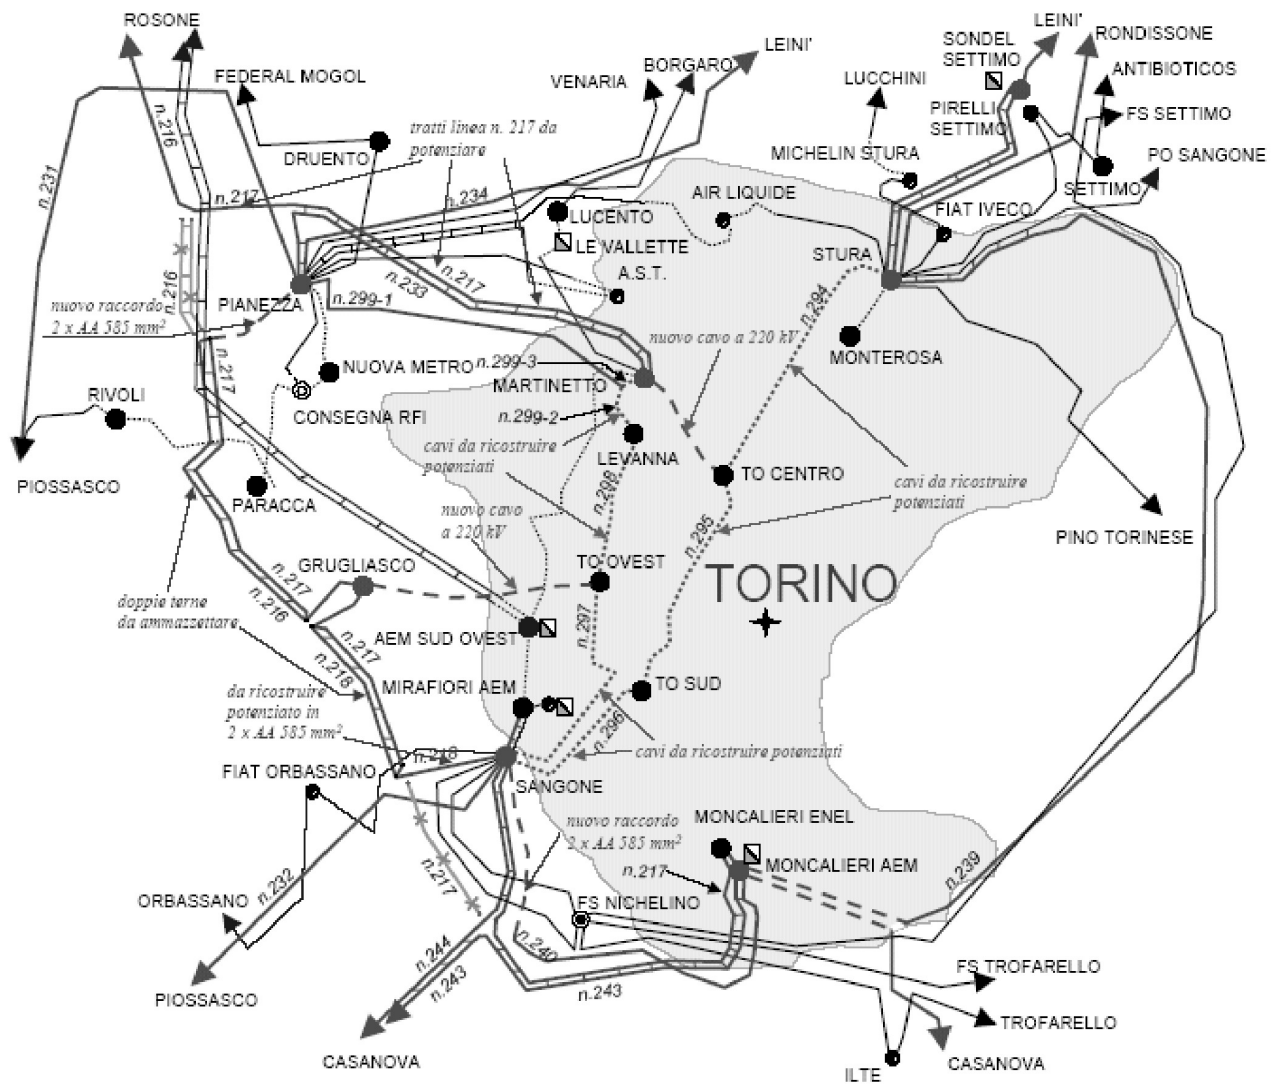 ROSONE
LEINI'
SONDEL
SETTIMO
RONDISSONE
LEINI'
BORGARO
VENARIA
FEDERAL MOGOL
LUCCHINI
ANTIBIOTICOS
PIRELLI
SETTIMO
FS SETTIMO
n.216
tratti linea n. 217 da
potenziare
DRUENTO
MICHELIN STURA
PO SANGONE
n.231
SETTIMO
n.217
n.234
AIR LIQUIDE
FIAT IVECO
LUCENTO
LE VALLETTE
STURA
A.S.T.
n.216
n.217
n.233
n.294
PIANEZZA
n.299-1
nuovo raccordo
2 x AA 585 mm²
nuovo cavo a 220 kV
MONTEROSA
n.217
NUOVA METRO
n.299-3
MARTINETTO
RIVOLI
CONSEGNA RFI
n.299-2
cavi da ricostruire
potenziati
LEVANNA
TO CENTRO
cavi da ricostruire
potenziati
PIOSSASCO
PARACCA
n.298
nuovo cavo
a 220 kV
n.295
PINO TORINESE
GRUGLIASCO
TO OVEST
TORINO
n.217
n.216
doppie terne
da ammazzettare
AEM SUD OVEST
n.297
n.217
n.218
MIRAFIORI AEM
TO SUD
da ricostruire
potenziato in
2 x AA 585 mm²
n.296
cavi da ricostruire potenziati
n.218
FIAT ORBASSANO
SANGONE
nuovo raccordo
2 x AA 585 mm²
MONCALIERI ENEL
n.217
MONCALIERI AEM
n.239
n.217
n.232
ORBASSANO
FS NICHELINO
n.240
n.244
n.243
n.243
FS TROFARELLO
PIOSSASCO
TROFARELLO
CASANOVA
CASANOVA
ILTE